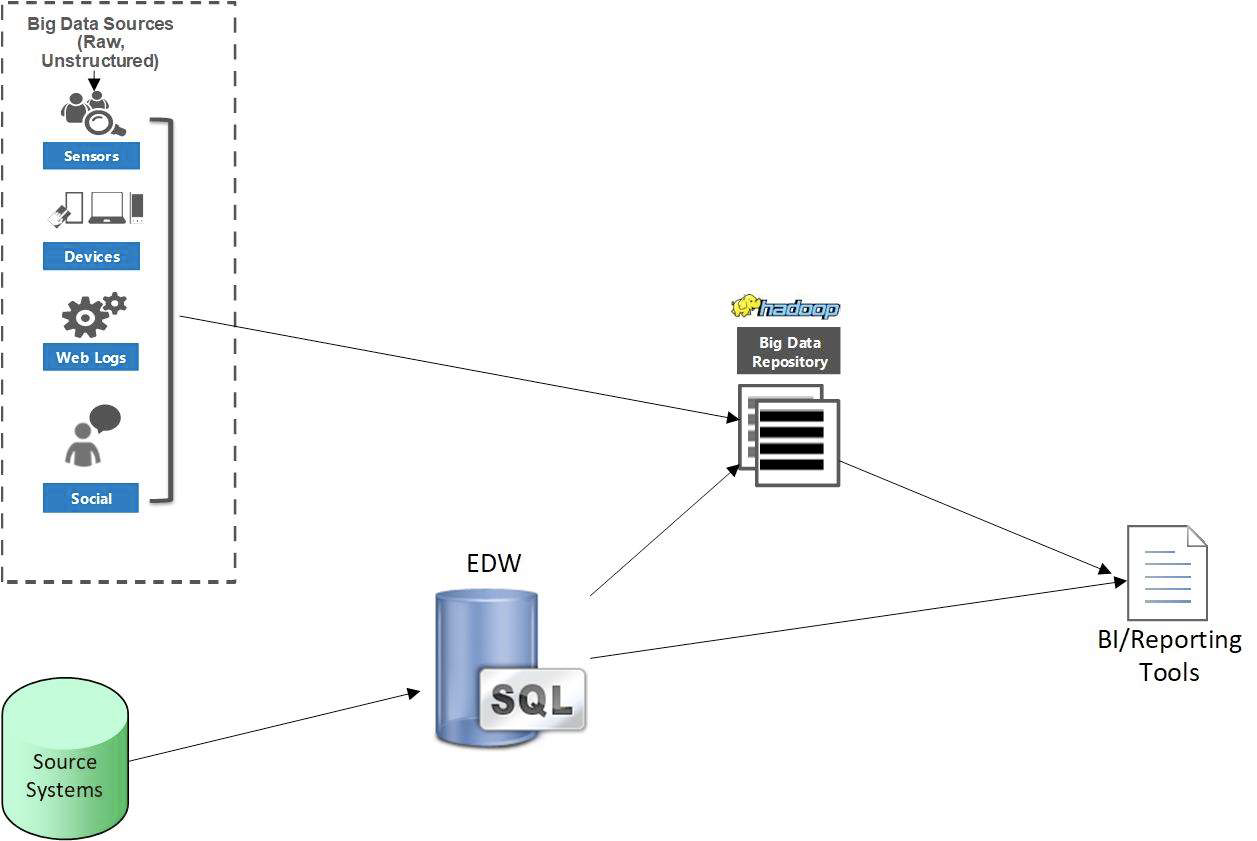 Big Data Sources
(Raw,
Unstructured)
Sensors
Devices
Web Logs
Social
hadoop
Big Data
Repository
EDW
SQL
BI/Reporting
Tools
Source
Systems